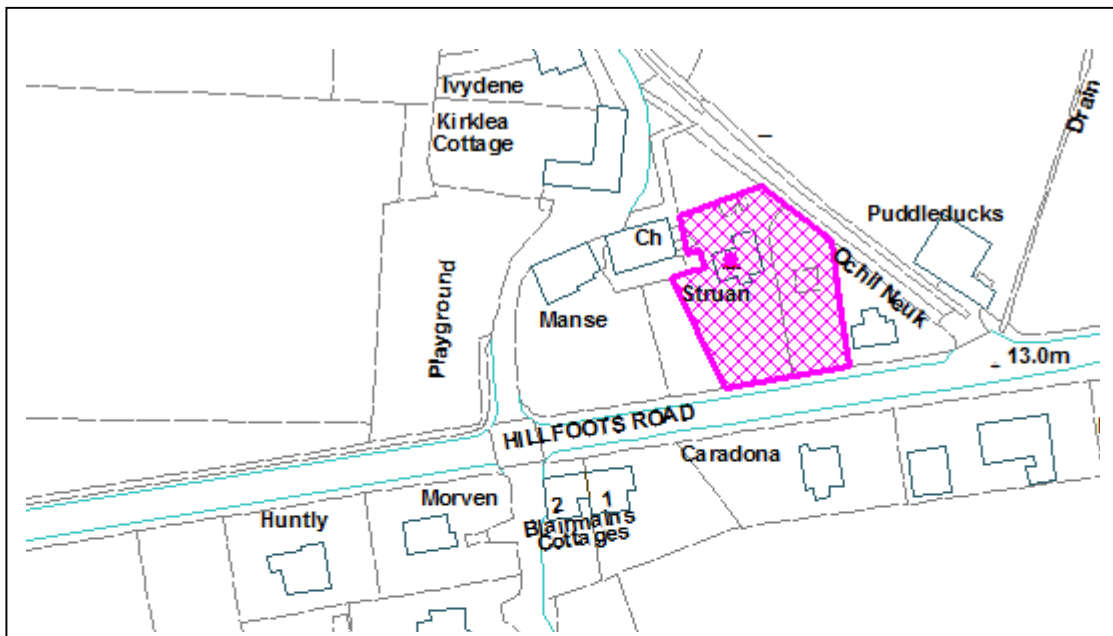 Ivydene
Kirklea
Cottage
Drain
Puddleducks
Ch
Ochil Neuk
Struan
Playground
Manse
13.0m
HILLFOOTS ROAD
Caradona
Morven
2 1
Blairmains
Cottages
Huntly